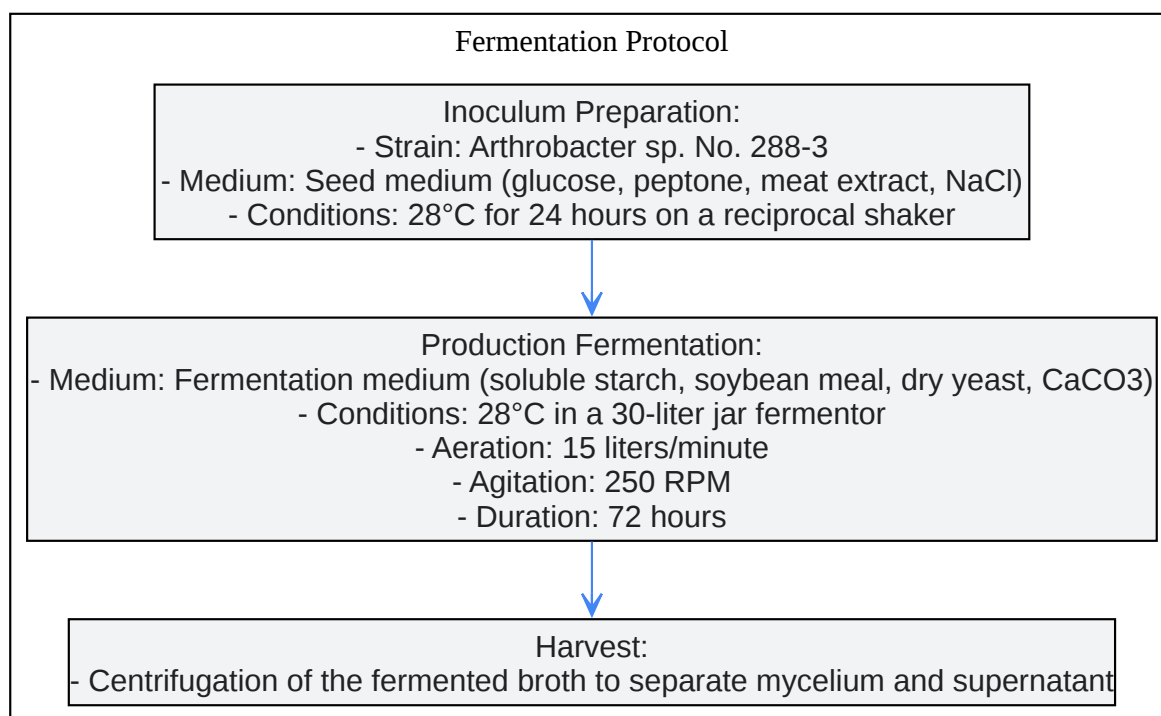 Fermentation Protocol
Inoculum Preparation:
- Strain: Arthrobacter sp. No. 288-3
- Medium: Seed medium (glucose, peptone, meat extract, NaCl)
- Conditions: 28°C for 24 hours on a reciprocal shaker
Production Fermentation:
- Medium: Fermentation medium (soluble starch, soybean meal, dry yeast, CaCO3)
- Conditions: 28°C in a 30-liter jar fermentor
- Aeration: 15 liters/minute
- Agitation: 250 RPM
- Duration: 72 hours
Harvest:
- Centrifugation of the fermented broth to separate mycelium and supernatant